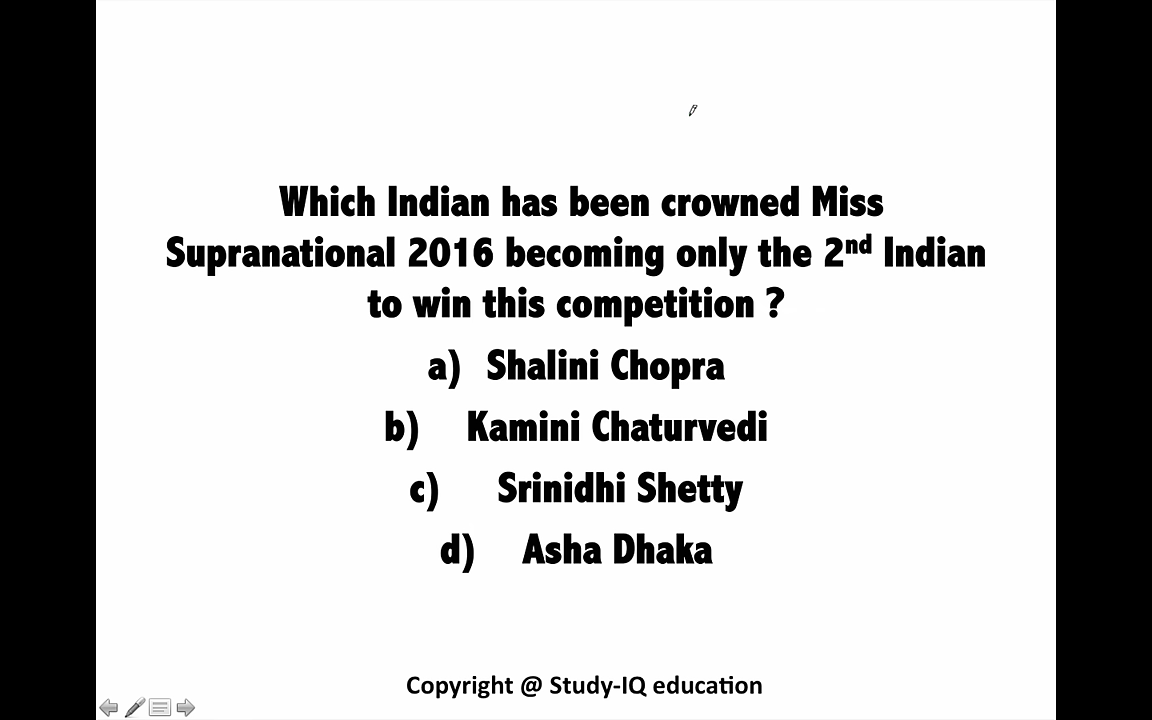 Which Indian has been crowned Miss
Supranational 2016 becoming only the 2nd Indian
to win this competition ?
a) Shalini Chopra
b) Kamini Chaturvedi
c) Srinidhi Shetty
d) Asha Dhaka
Copyright @ Study-IQ education